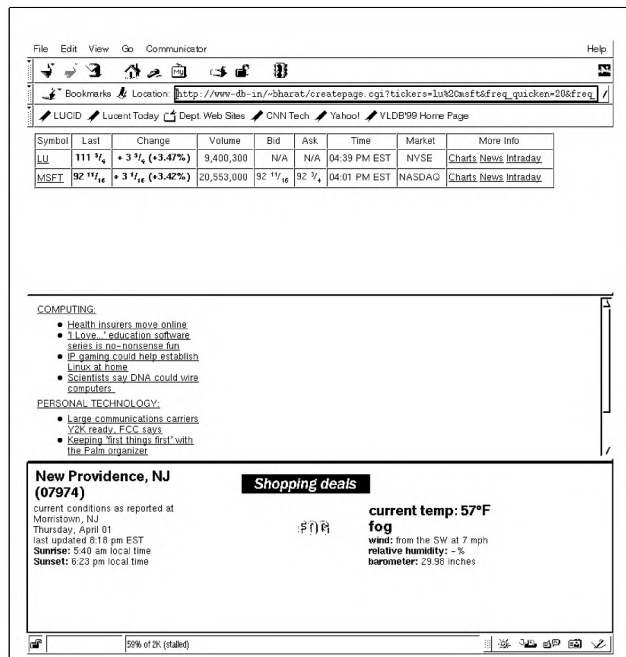 File Edit View Go Communicator Help
My
Bookmarks Location: http://www-db-in/~bharat/createpage.cgi?tickers=lu%20msft&freq_quicken=20&freq_
LUCID Lucent Today Dept. Web Sites CNN Tech Yahoo! VLDB'99 Home Page
Symbol Last Change Volume Bid Ask Time Market More Info
LU 111 3/4 + 3 3/4 (+3.47%) 9,400,300 N/A N/A 04:39 PM EST NYSE Charts News Intraday
MSFT 92 11/16 + 3 1/16 (+3.42%) 20,553,000 92 11/16 92 3/4 04:01 PM EST NASDAQ Charts News Intraday
COMPUTING:
Health insurers move online
'I Love...' education software
series is no-nonsense fun
IP gaming could help establish
Linux at home
Scientists say DNA could wire
computers
PERSONAL TECHNOLOGY:
Large communications carriers
Y2K ready, FCC says
Keeping 'first things first' with
the Palm organizer
New Providence, NJ
(07974)
current conditions as reported at
Morristown, NJ
Thursday, April 01
last updated 8:18 pm EST
Sunrise: 5:40 am local time
Sunset: 6:23 pm local time
Shopping deals
current temp: 57°F
fog
wind: from the SW at 7 mph
relative humidity: -%
barometer: 29.98 inches
59% of 2K (stalled)